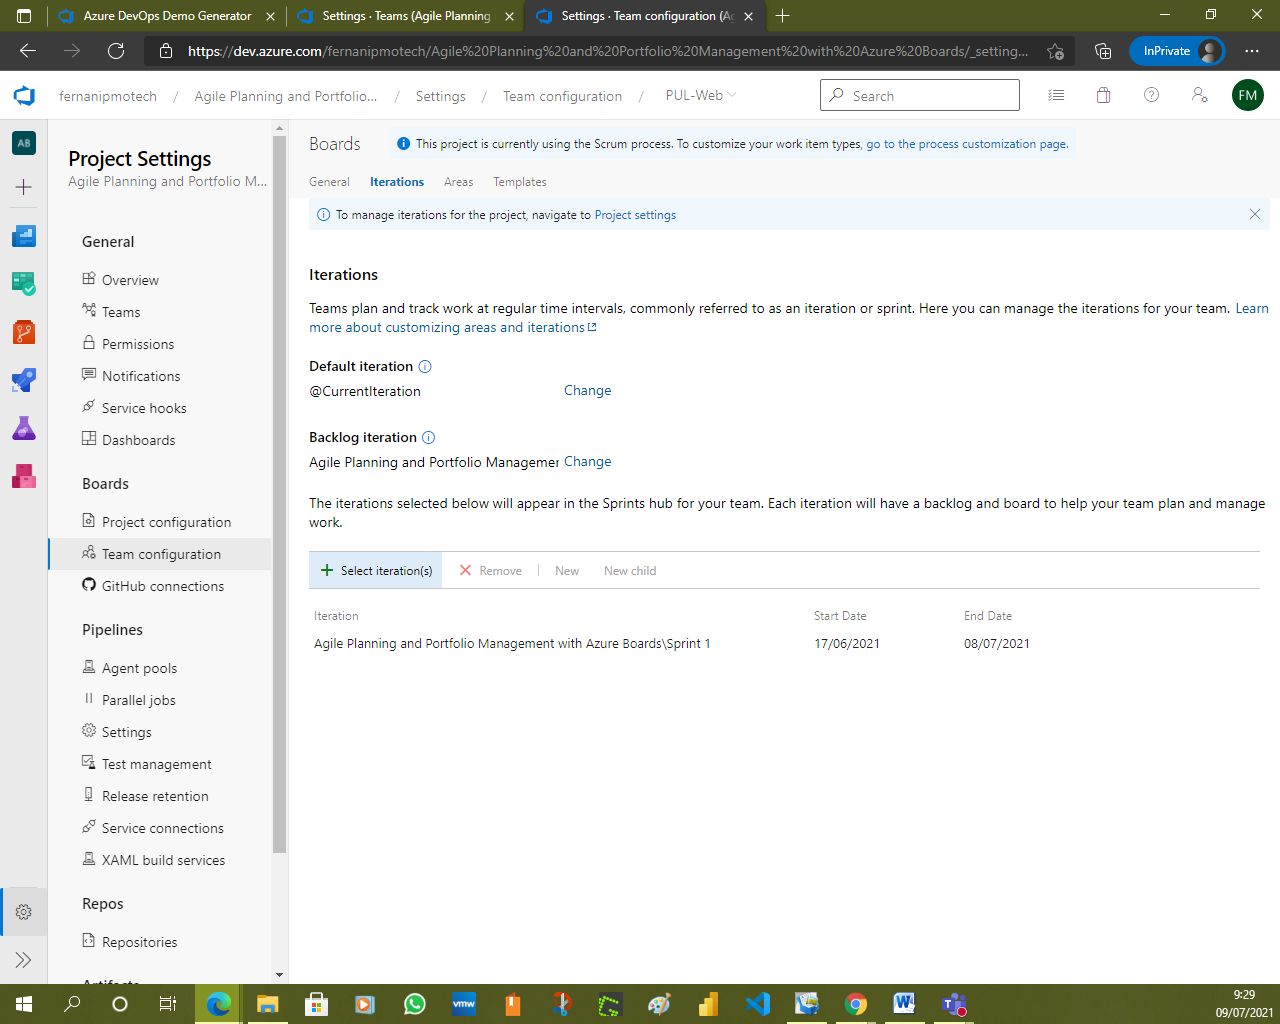 Azure DevOps Demo Generator
Settings · Teams (Agile Planning
Settings · Team configuration (Ag
https://dev.azure.com/fernanipmotech/Agile%20Planning%20and%20Portfolio%20Management%20with%20Azure%20Boards/_setting...
InPrivate
fernanipmotech / Agile Planning and Portfolio... / Settings / Team configuration / PUL-Web
Search
FM
AB
Project Settings
Agile Planning and Portfolio M...
General
Overview
Teams
Permissions
Notifications
Service hooks
Dashboards
Boards
Project configuration
Team configuration
GitHub connections
Pipelines
Agent pools
Parallel jobs
Settings
Test management
Release retention
Service connections
XAML build services
Repos
Repositories
Artifacts
Boards
This project is currently using the Scrum process. To customize your work item types, go to the process customization page.
General Iterations Areas Templates
To manage iterations for the project, navigate to Project settings
Iterations
Teams plan and track work at regular time intervals, commonly referred to as an iteration or sprint. Here you can manage the iterations for your team. Learn
more about customizing areas and iterations
Default iteration
@CurrentIteration Change
Backlog iteration
Agile Planning and Portfolio Managemen Change
The iterations selected below will appear in the Sprints hub for your team. Each iteration will have a backlog and board to help your team plan and manage
work.
Select iteration(s) Remove New New child
Iteration Start Date End Date
Agile Planning and Portfolio Management with Azure Boards\Sprint 1 17/06/2021 08/07/2021
vmw
9:29
09/07/2021